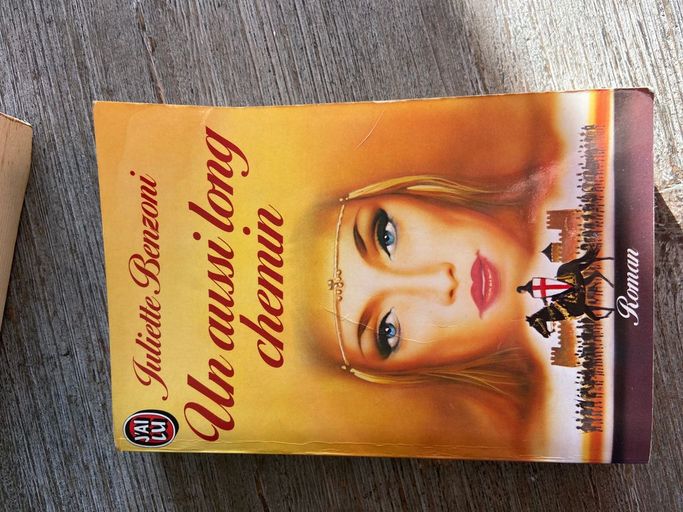 Juliette Benzoni
Un aussi long
chemin
J'AI
LU
Roman